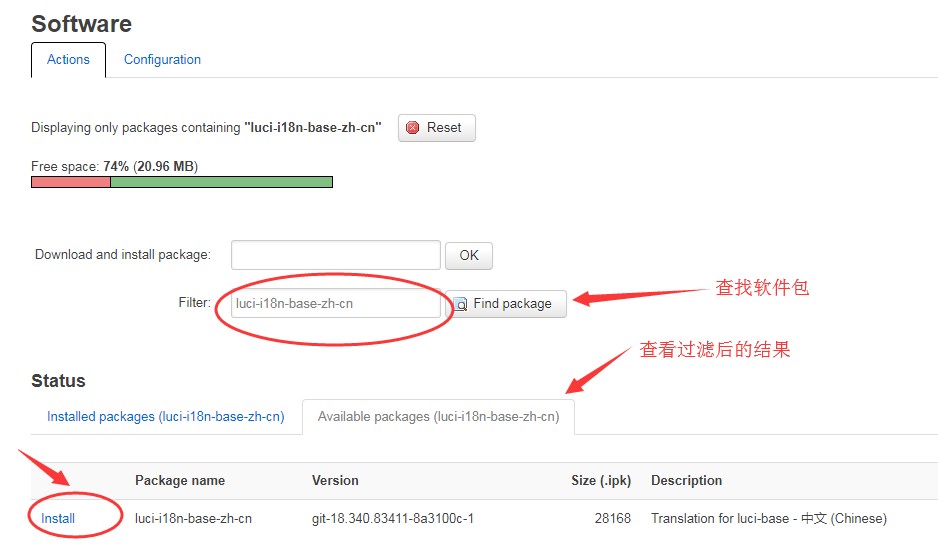 Software
Actions Configuration
Displaying only packages containing "luci-i18n-base-zh-cn" Reset
Free space: 74% (20.96 MB)
Download and install package: OK
Filter: luci-i18n-base-zh-cn Find package 查找软件包
查看过滤后的结果
Status
Installed packages (luci-i18n-base-zh-cn) Available packages (luci-i18n-base-zh-cn)
Package name Version Size (.ipk) Description
Install luci-i18n-base-zh-cn git-18.340.83411-8a3100c-1 28168 Translation for luci-base - 中文 (Chinese)